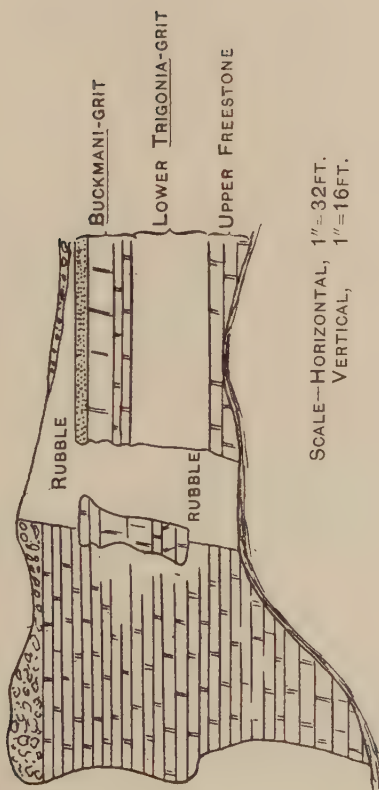 RUBBLE
RUBBLE
BUCKMANI-GRIT
LOWER TRIGONIA-GRIT
UPPER FREESTONE
SCALE—HORIZONTAL, 1"=32FT.
VERTICAL, 1"=16FT.